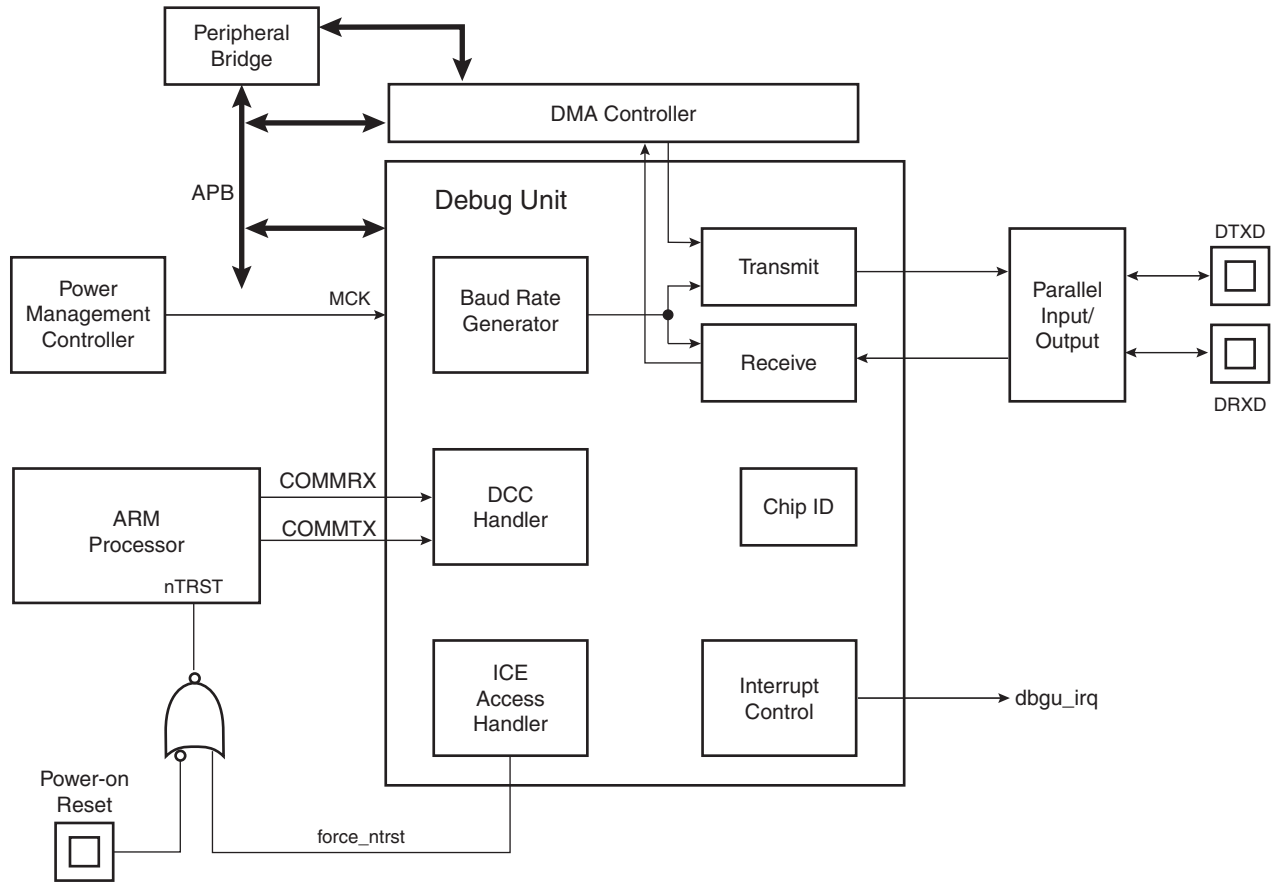 Peripheral
Bridge
DMA Controller
APB
Debug Unit
Power
Management
Controller
MCK
Baud Rate
Generator
Transmit
Receive
Parallel
Input/
Output
DTXD
DRXD
ARM
Processor
nTRST
COMMRX
COMMTX
DCC
Handler
Chip ID
ICE
Access
Handler
Interrupt
Control
dbgu_irq
Power-on
Reset
force_ntrst